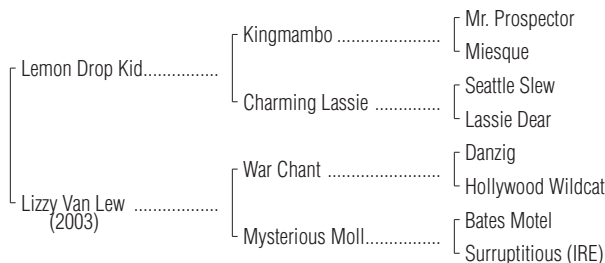 Mr. Prospector
Kingmambo ......................
Miesque
Lemon Drop Kid................
Seattle Slew
Charming Lassie ..............
Lassie Dear
Danzig
War Chant ........................
Hollywood Wildcat
Lizzy Van Lew ..................
(2003)
Bates Motel
Mysterious Moll................
Surruptitious (IRE)